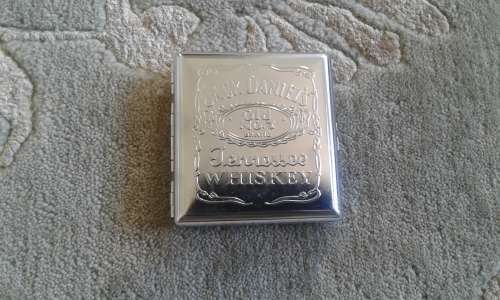 JACK DANIEL'S
Old
No.7
BRAND
Tennessee
WHISKEY